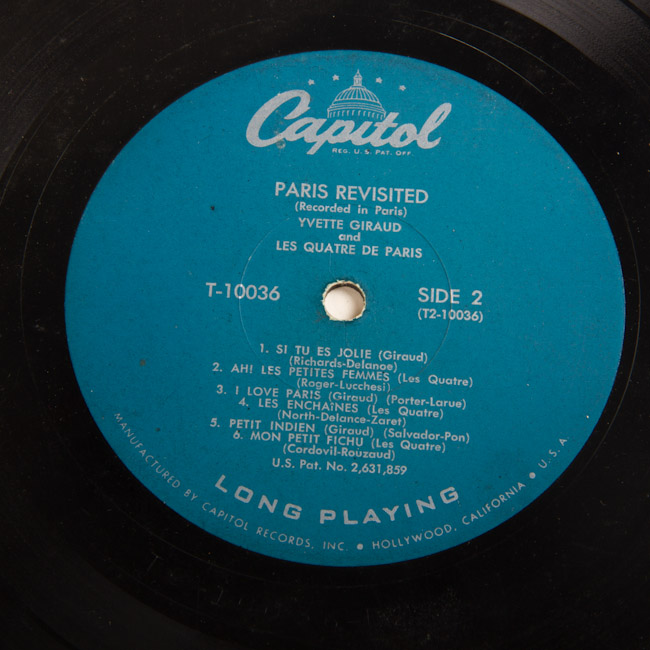 Capitol
REG. U. S. PAT. OFF.
PARIS REVISITED
(Recorded in Paris)
YVETTE GIRAUD
and
LES QUATRE DE PARIS
T-10036
SIDE 2
(T2-10036)
1. SI TU ES JOLIE (Giraud)
(Richards-Delanoe)
2. AH! LES PETITES FEMMES (Les Quatre)
(Roger-Lucchesi)
3. I LOVE PARIS (Giraud) (Porter-Larue)
4. LES ENCHAÎNES (Les Quatre)
(North-Delance-Zaret)
5. PETIT INDIEN (Giraud) (Salvador-Pon)
6. MON PETIT FICHU (Les Quatre)
(Cordovil-Rouzaud)
U.S. Pat. No. 2,631,859
LONG PLAYING
MANUFACTURED BY CAPITOL RECORDS, INC. • HOLLYWOOD, CALIFORNIA • U. S. A